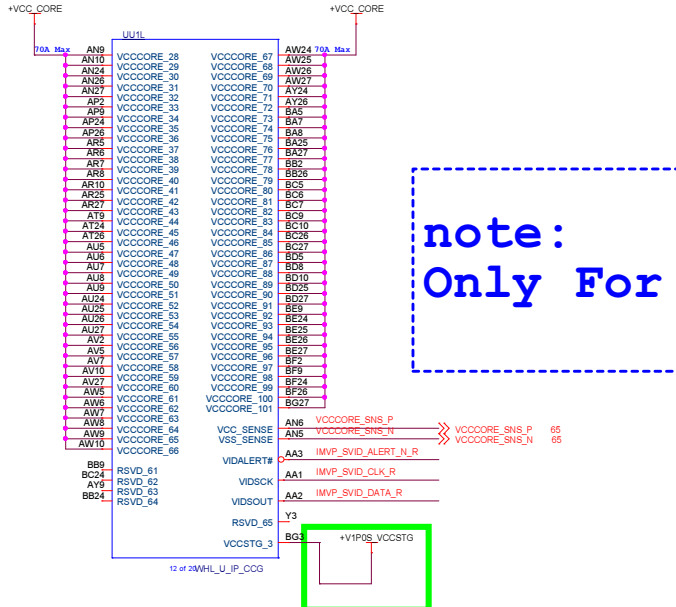 +VCC_CORE +VCC_CORE
UU1L
70A Max 70A Max
AN9 VCCCORE_28 VCCCORE_67 AW24
AN10 VCCCORE_29 VCCCORE_68 AW25
AN24 VCCCORE_30 VCCCORE_69 AW26
AN26 VCCCORE_31 VCCCORE_70 AW27
AN27 VCCCORE_32 VCCCORE_71 AY24
AP2 VCCCORE_33 VCCCORE_72 AY26
AP9 VCCCORE_34 VCCCORE_73 BA5
AP24 VCCCORE_35 VCCCORE_74 BA7
AP26 VCCCORE_36 VCCCORE_75 BA8
AR5 VCCCORE_37 VCCCORE_76 BA25
AR6 VCCCORE_38 VCCCORE_77 BA27
AR7 VCCCORE_39 VCCCORE_78 BB2
AR8 VCCCORE_40 VCCCORE_79 BB26
AR10 VCCCORE_41 VCCCORE_80 BC5
AR25 VCCCORE_42 VCCCORE_81 BC6
AR27 VCCCORE_43 VCCCORE_82 BC7
AT9 VCCCORE_44 VCCCORE_83 BC9
AT24 VCCCORE_45 VCCCORE_84 BC10
AT26 VCCCORE_46 VCCCORE_85 BC26
AU5 VCCCORE_47 VCCCORE_86 BC27
AU6 VCCCORE_48 VCCCORE_87 BD5
AU7 VCCCORE_49 VCCCORE_88 BD8
AU8 VCCCORE_50 VCCCORE_89 BD10
AU9 VCCCORE_51 VCCCORE_90 BD25
AU24 VCCCORE_52 VCCCORE_91 BD27
AU25 VCCCORE_53 VCCCORE_92 BE9
AU26 VCCCORE_54 VCCCORE_93 BE24
AU27 VCCCORE_55 VCCCORE_94 BE25
AV2 VCCCORE_56 VCCCORE_95 BE26
AV5 VCCCORE_57 VCCCORE_96 BE27
AV7 VCCCORE_58 VCCCORE_97 BF2
AV10 VCCCORE_59 VCCCORE_98 BF9
AV27 VCCCORE_60 VCCCORE_99 BF24
AW5 VCCCORE_61 VCCCORE_100 BF26
AW6 VCCCORE_62 VCCCORE_101 BG27
AW7 VCCCORE_63
AW8 VCCCORE_64 VCC_SENSE AN6 VCCCORE_SNS_P VCCCORE_SNS_P 65
AW9 VCCCORE_65 VSS_SENSE AN5 VCCCORE_SNS_N VCCCORE_SNS_N 65
AW10 VCCCORE_66
VIDALERT# AA3 IMVP_SVID_ALERT_N_R
BB9 RSVD_61
BC24 RSVD_62 VIDSCK AA1 IMVP_SVID_CLK_R
AY9 RSVD_63
BB24 RSVD_64 VIDSOUT AA2 IMVP_SVID_DATA_R
RSVD_65 Y3
VCCSTG_3 BG3 +V1P0S_VCCSTG
12 of 20 WHL_U_IP_CCG
note:
Only For